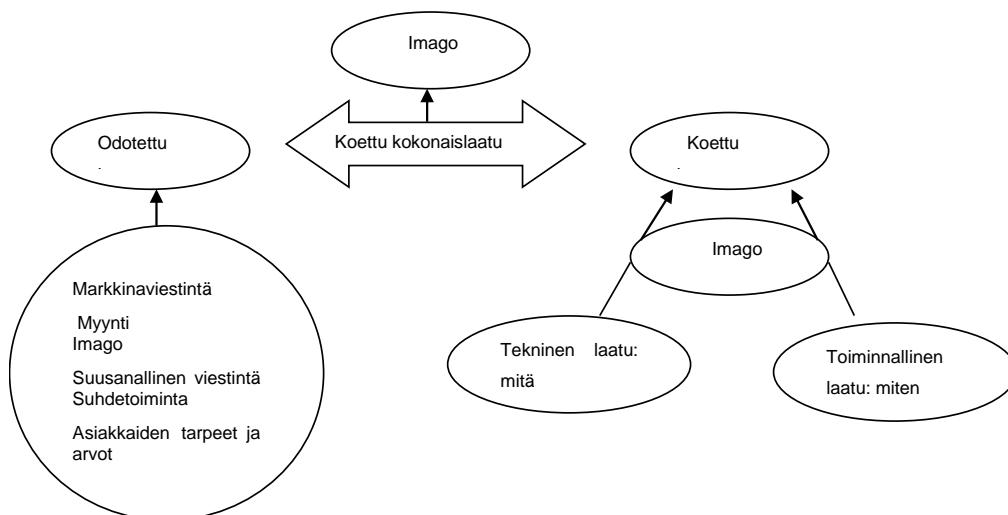 Imago
Odotettu
Koettu kokonaislaatu
Koettu
Imago
Markkinaviestintä
Myynti
Imago
Suusanallinen viestintä
Suhdetoiminta
Asiakkaiden tarpeet ja
arvot
Tekninen laatu:
mitä
Toiminnallinen
laatu: miten